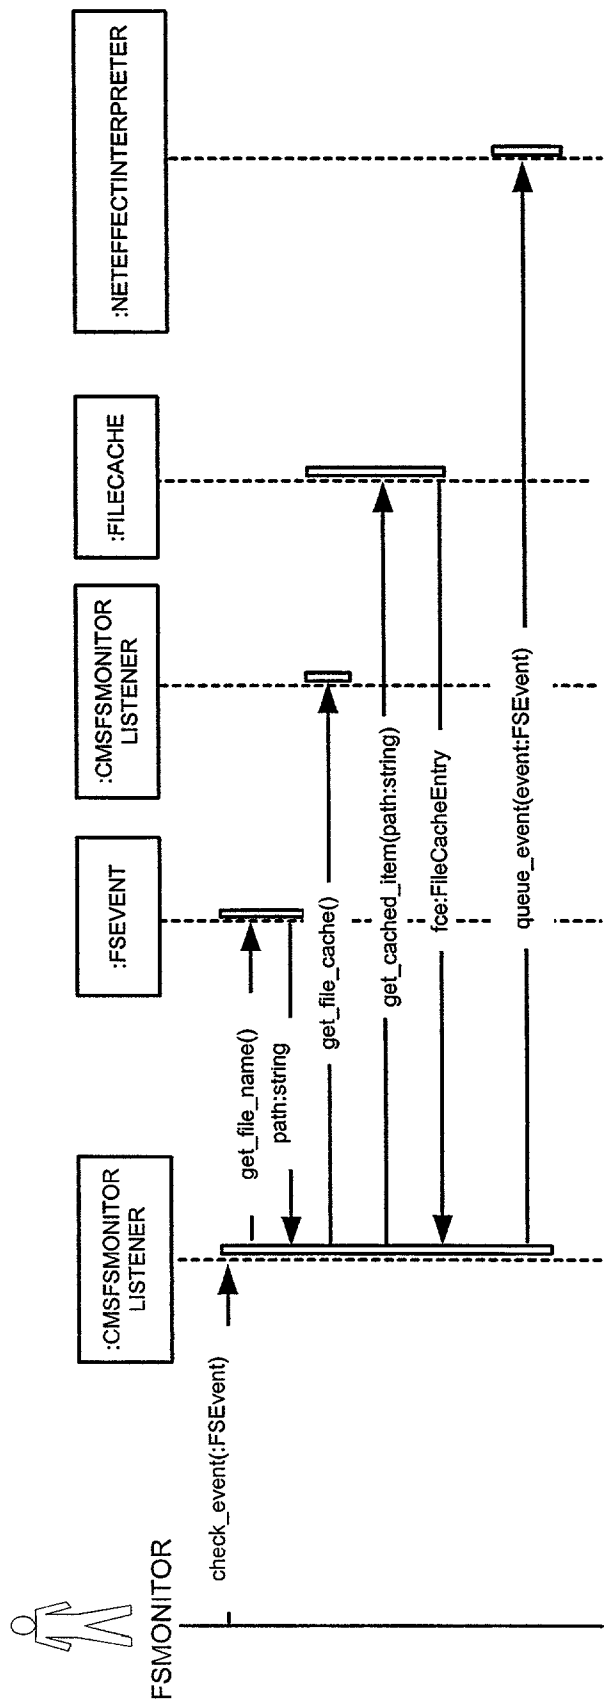 FSMONITOR
:CMSFSMONITOR
LISTENER
:FSEVENT
:CMSFSMONITOR
LISTENER
:FILECACHE
:NETEFFECTINTERPRETER
check_event(:FSEvent)
get_file_name()
path:string
get_file_cache()
get_cached_item(path:string)
fce:FileCacheEntry
queue_event(event:FSEvent)